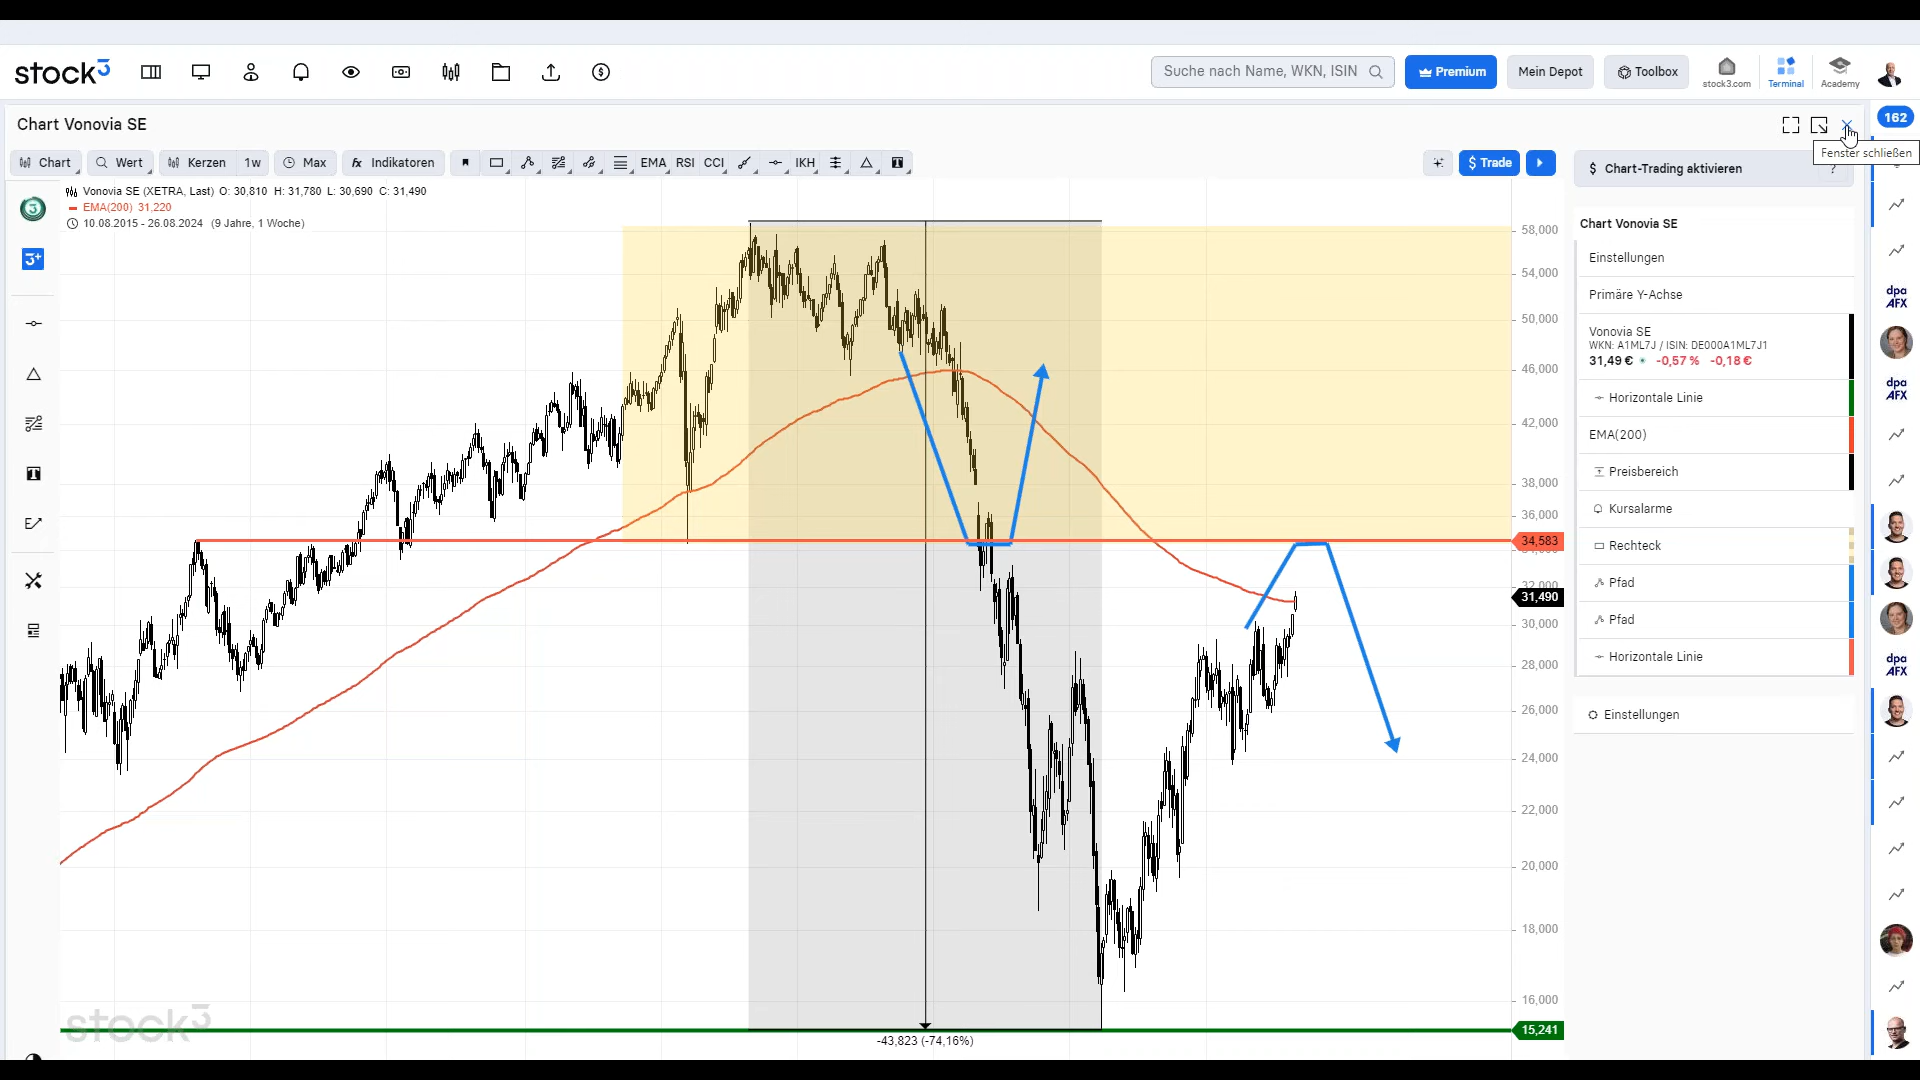 stock3
Suche nach Name, WKN, ISIN
Premium
Mein Depot
Toolbox
stock3.com
Terminal
Academy
Chart Vonovia SE
162
Fenster schließen
Chart
Wert
Kerzen
1w
Max
fx Indikatoren
EMA
RSI
CCI
IKH
$ Trade
$ Chart-Trading aktivieren
?
Vonovia SE (XETRA, Last) O: 30,810 H: 31,780 L: 30,690 C: 31,490
EMA(200) 31,220
10.08.2015 - 26.08.2024 (9 Jahre, 1 Woche)
3
3+
58,000
54,000
50,000
46,000
42,000
38,000
36,000
34,583
32,000
31,490
30,000
28,000
26,000
24,000
22,000
20,000
18,000
16,000
15,241
-43,823 (-74,16%)
stock3
Chart Vonovia SE
Einstellungen
Primäre Y-Achse
Vonovia SE
WKN: A1ML7J / ISIN: DE000A1ML7J1
31,49 € -0,57 % -0,18 €
Horizontale Linie
EMA(200)
Preisbereich
Kursalarme
Rechteck
Pfad
Pfad
Horizontale Linie
Einstellungen
dpa
AFX
dpa
AFX
dpa
AFX